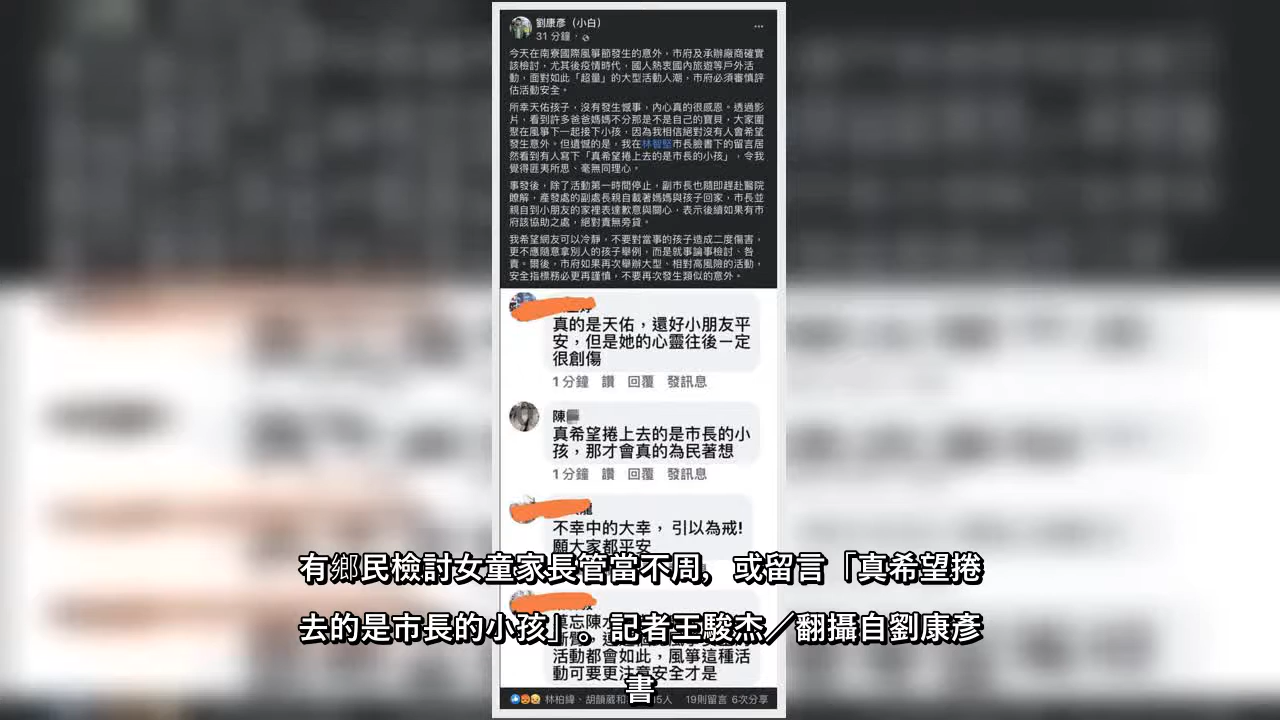 劉康彥（小白）
31 分鐘・
今天在南寮國際風箏節發生的意外，市府及承辦廠商確實
該檢討，尤其後疫情時代，國人熱衷國內旅遊等戶外活
動，面對如此「超量」的大型活動人潮，市府必須審慎評
估活動安全。
所幸天佑孩子，沒有發生憾事，內心真的很感恩。透過影
片，看到許多爸爸媽媽不分那是不是自己的寶貝，大家圍
聚在風箏下一起接下小孩，因為我相信絕對沒有人會希望
發生意外。但遺憾的是，我在林智堅市長臉書下的留言居
然看到有人寫下「真希望捲上去的是市長的小孩」，令我
覺得匪夷所思、毫無同理心。
事發後，除了活動第一時間停止，副市長也隨即趕赴醫院
瞭解，產發處的副處長親自載著媽媽與孩子回家，市長並
親自到小朋友的家裡表達歉意與關心，表示後續如果有市
府該協助之處，絕對責無旁貸。
我希望網友可以冷靜，不要對當事的孩子造成二度傷害，
更不應隨意拿別人的孩子舉例，而是就事論事檢討、咎
責。爾後，市府如果再次舉辦大型、相對高風險的活動，
安全指標務必更再謹慎，不要再次發生類似的意外。
真的是天佑，還好小朋友平
安，但是她的心靈往後一定
很創傷
1 分鐘 讚 回覆 發訊息
陳
真希望捲上去的是市長的小
孩，那才會真的為民著想
1 分鐘 讚 回覆 發訊息
龍
不幸中的大幸， 引以為戒!
願大家都平安
有鄉民檢討女童家長管當不周，或留言「真希望捲
去的是市長的小孩」。記者王駿杰／翻攝自劉康彥
書
活動都會如此，風箏這種活
動可要更注意安全才是
林柏緯、胡韻葳和 5人 19則留言 6次分享